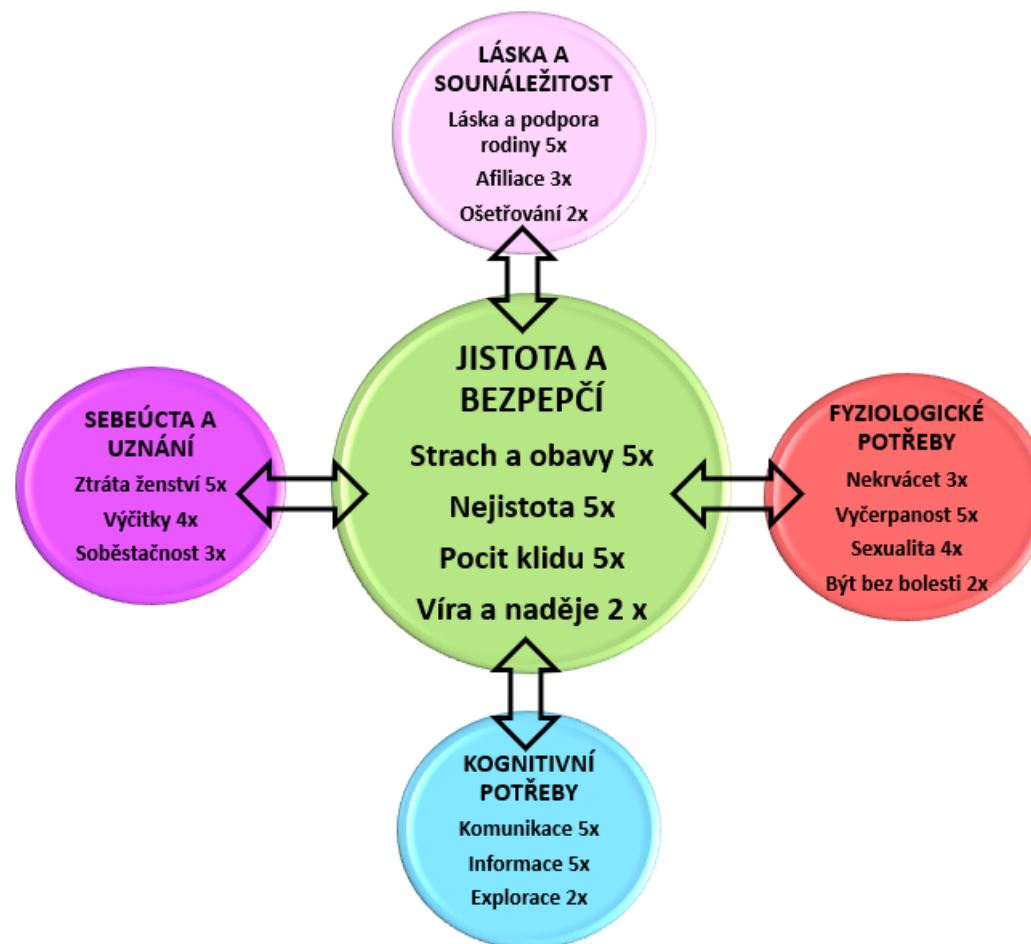 LÁSKA A
SOUNÁLEŽITOST
Láska a podpora
rodiny 5x
Afiliace 3x
Ošetřování 2x
JISTOTA A
BEZPEPČÍ
Strach a obavy 5x
Nejistota 5x
Pocit klidu 5x
Víra a naděje 2 x
SEBEÚCTA A
UZNÁNÍ
Ztráta ženství 5x
Výčitky 4x
Soběstačnost 3x
FYZIOLOGICKÉ
POTŘEBY
Nekrvácet 3x
Vyčerpanost 5x
Sexualita 4x
Být bez bolesti 2x
KOGNITIVNÍ
POTŘEBY
Komunikace 5x
Informace 5x
Explorace 2x